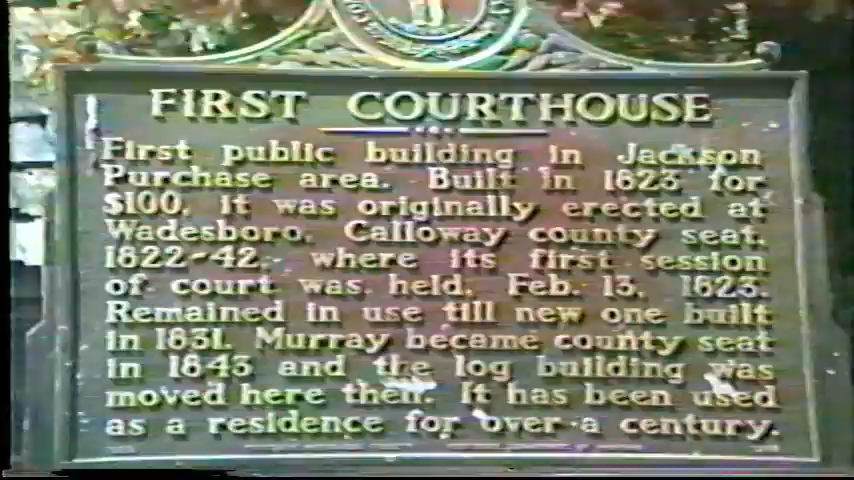 FIRST COURTHOUSE
First public building in Jackson
Purchase area. Built in 1823 for
$100, it was originally erected at
Wadesboro, Calloway county seat,
1822-42, where its first session
of court was held, Feb. 13, 1823.
Remained in use till new one built
in 1831. Murray became county seat
in 1843 and the log building was
moved here then. It has been used
as a residence for over a century.